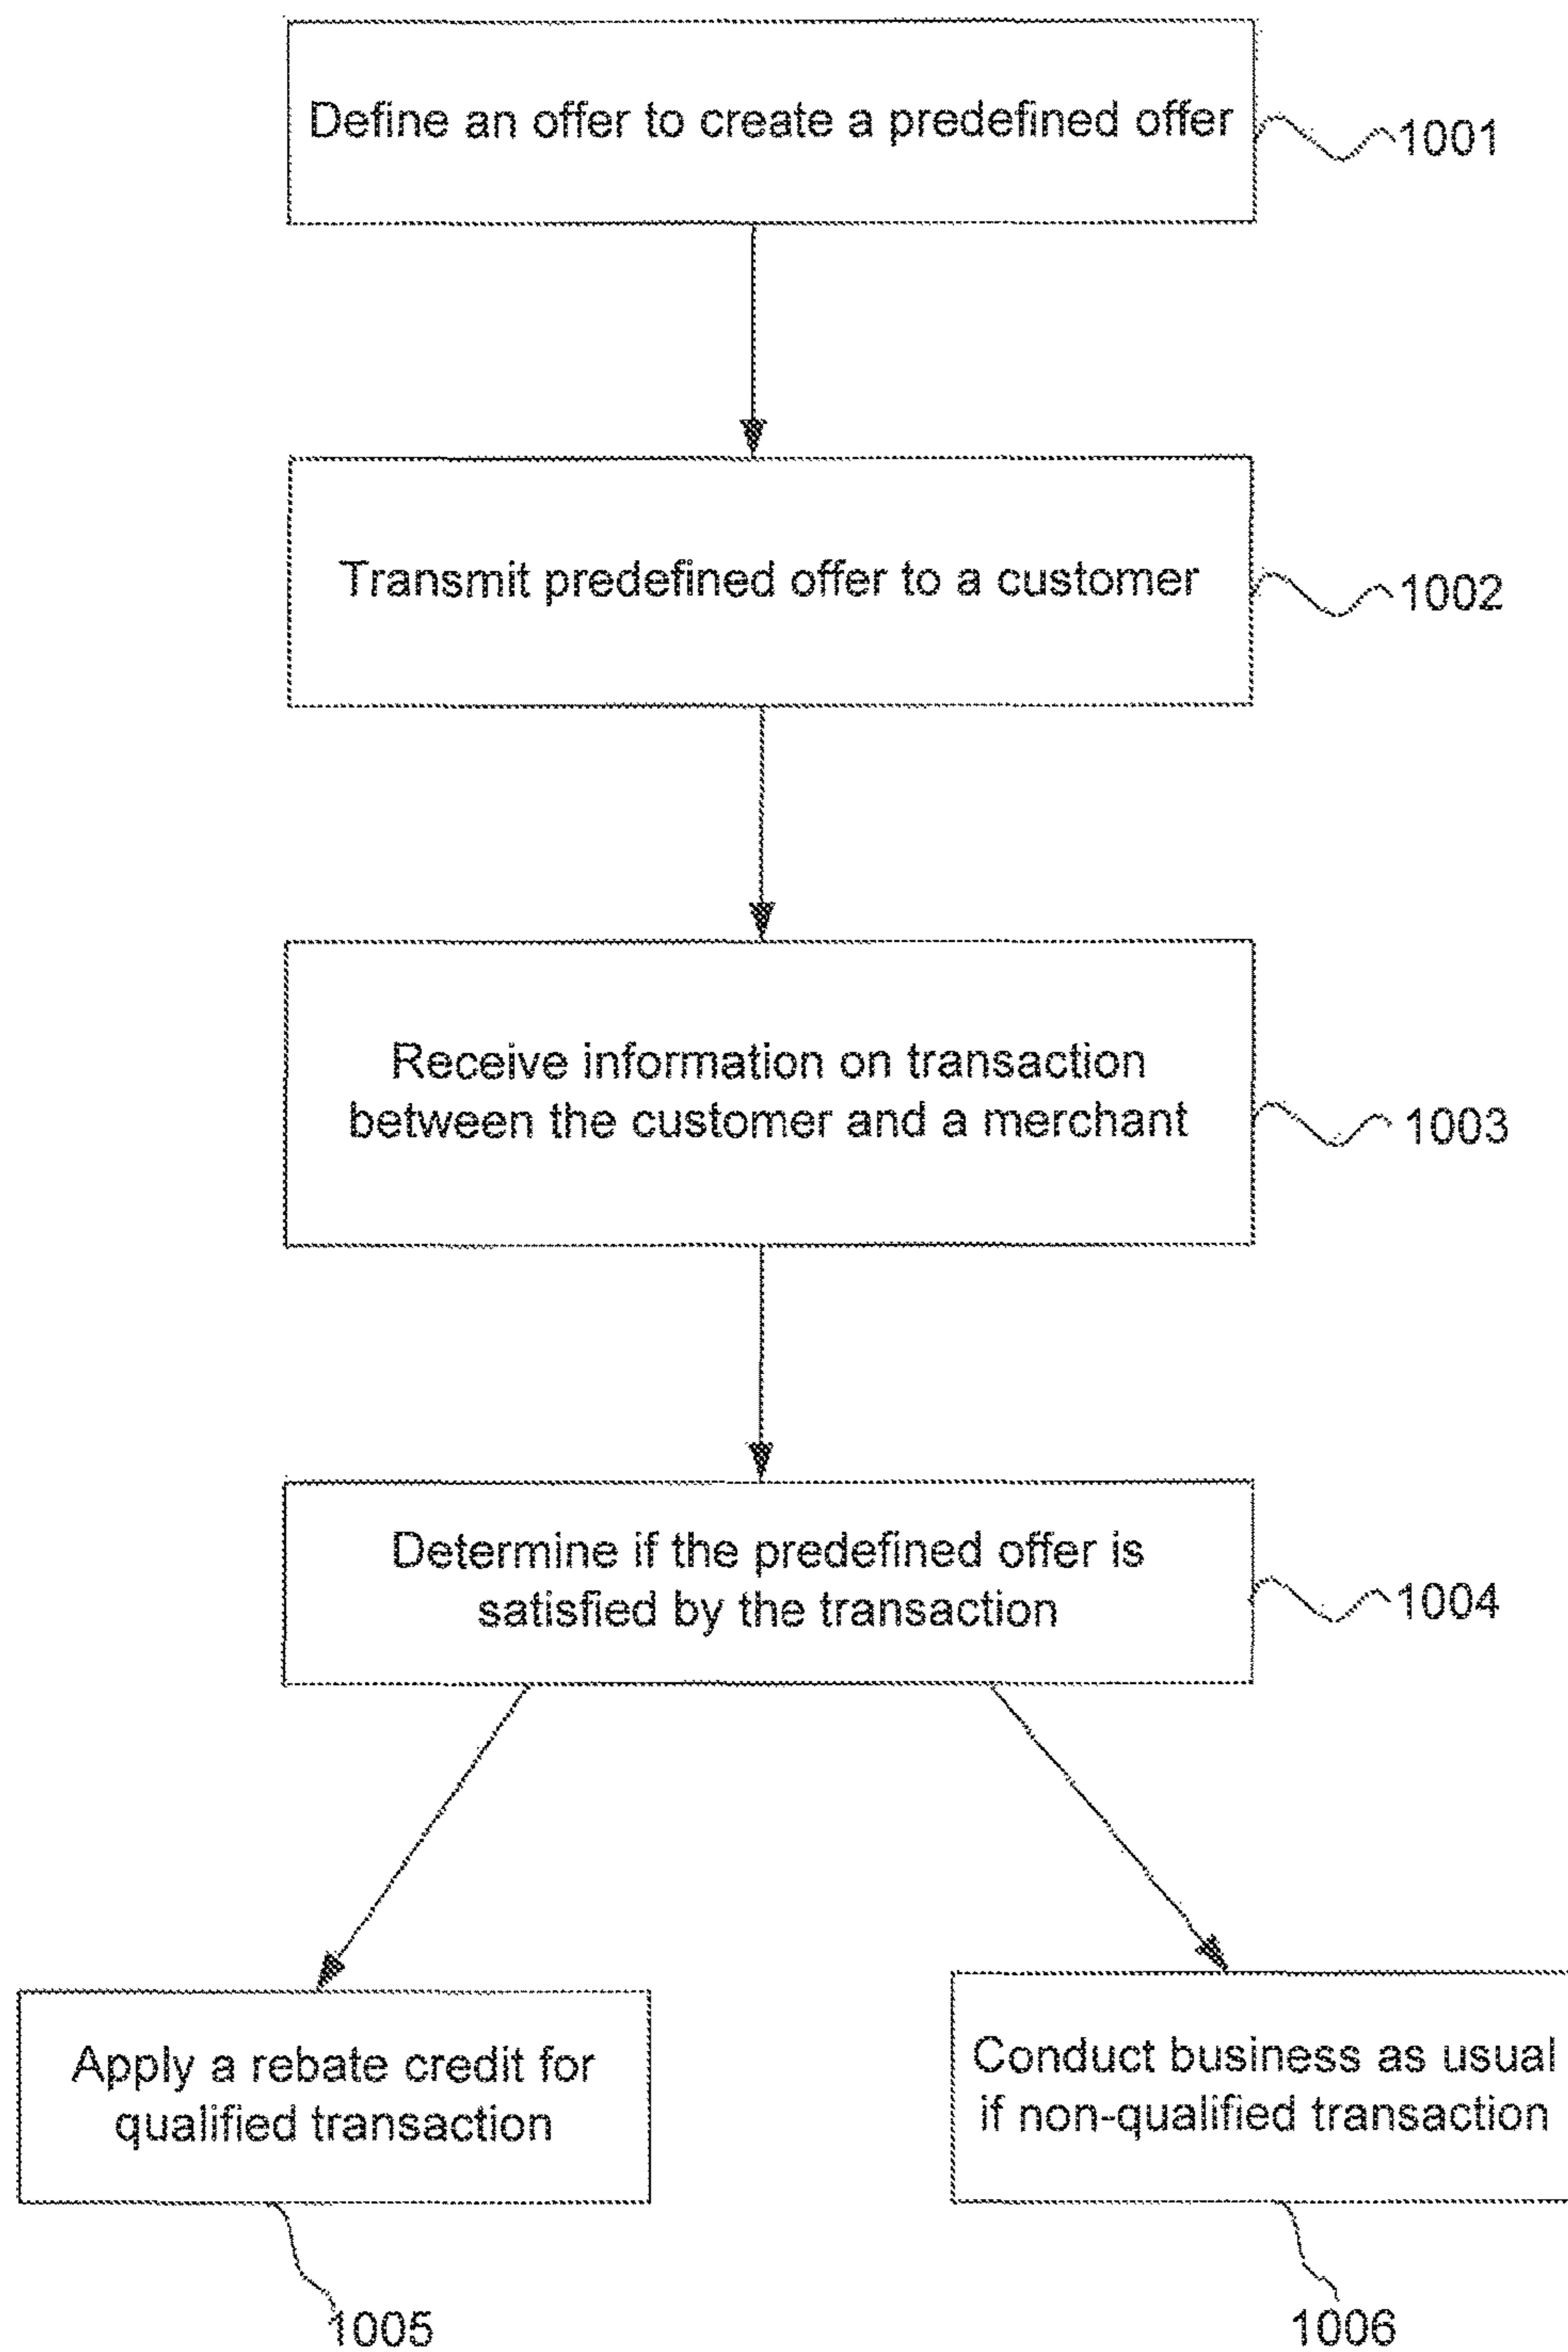 Define an offer to create a predefined offer
1001
Transmit predefined offer to a customer
1002
Receive information on transaction
between the customer and a merchant
1003
Determine if the predefined offer is
satisfied by the transaction
1004
Apply a rebate credit for
qualified transaction
Conduct business as usual
if non-qualified transaction
1005
1006